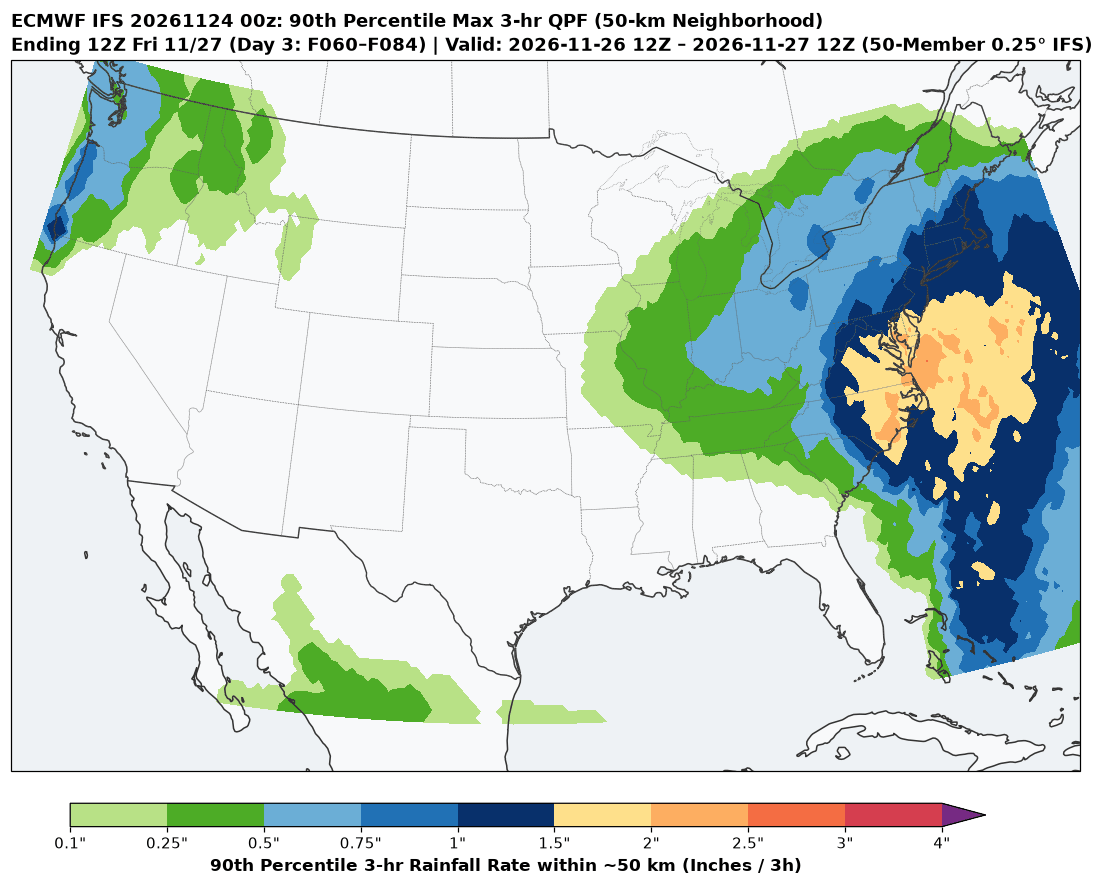 ECMWF IFS 20261124 00z: 90th Percentile Max 3-hr QPF (50-km Neighborhood)
Ending 12Z Fri 11/27 (Day 3: F060–F084) | Valid: 2026-11-26 12Z – 2026-11-27 12Z (50-Member 0.25° IFS)
0.1" 0.25" 0.5" 0.75" 1" 1.5" 2" 2.5" 3" 4"
90th Percentile 3-hr Rainfall Rate within ~50 km (Inches / 3h)